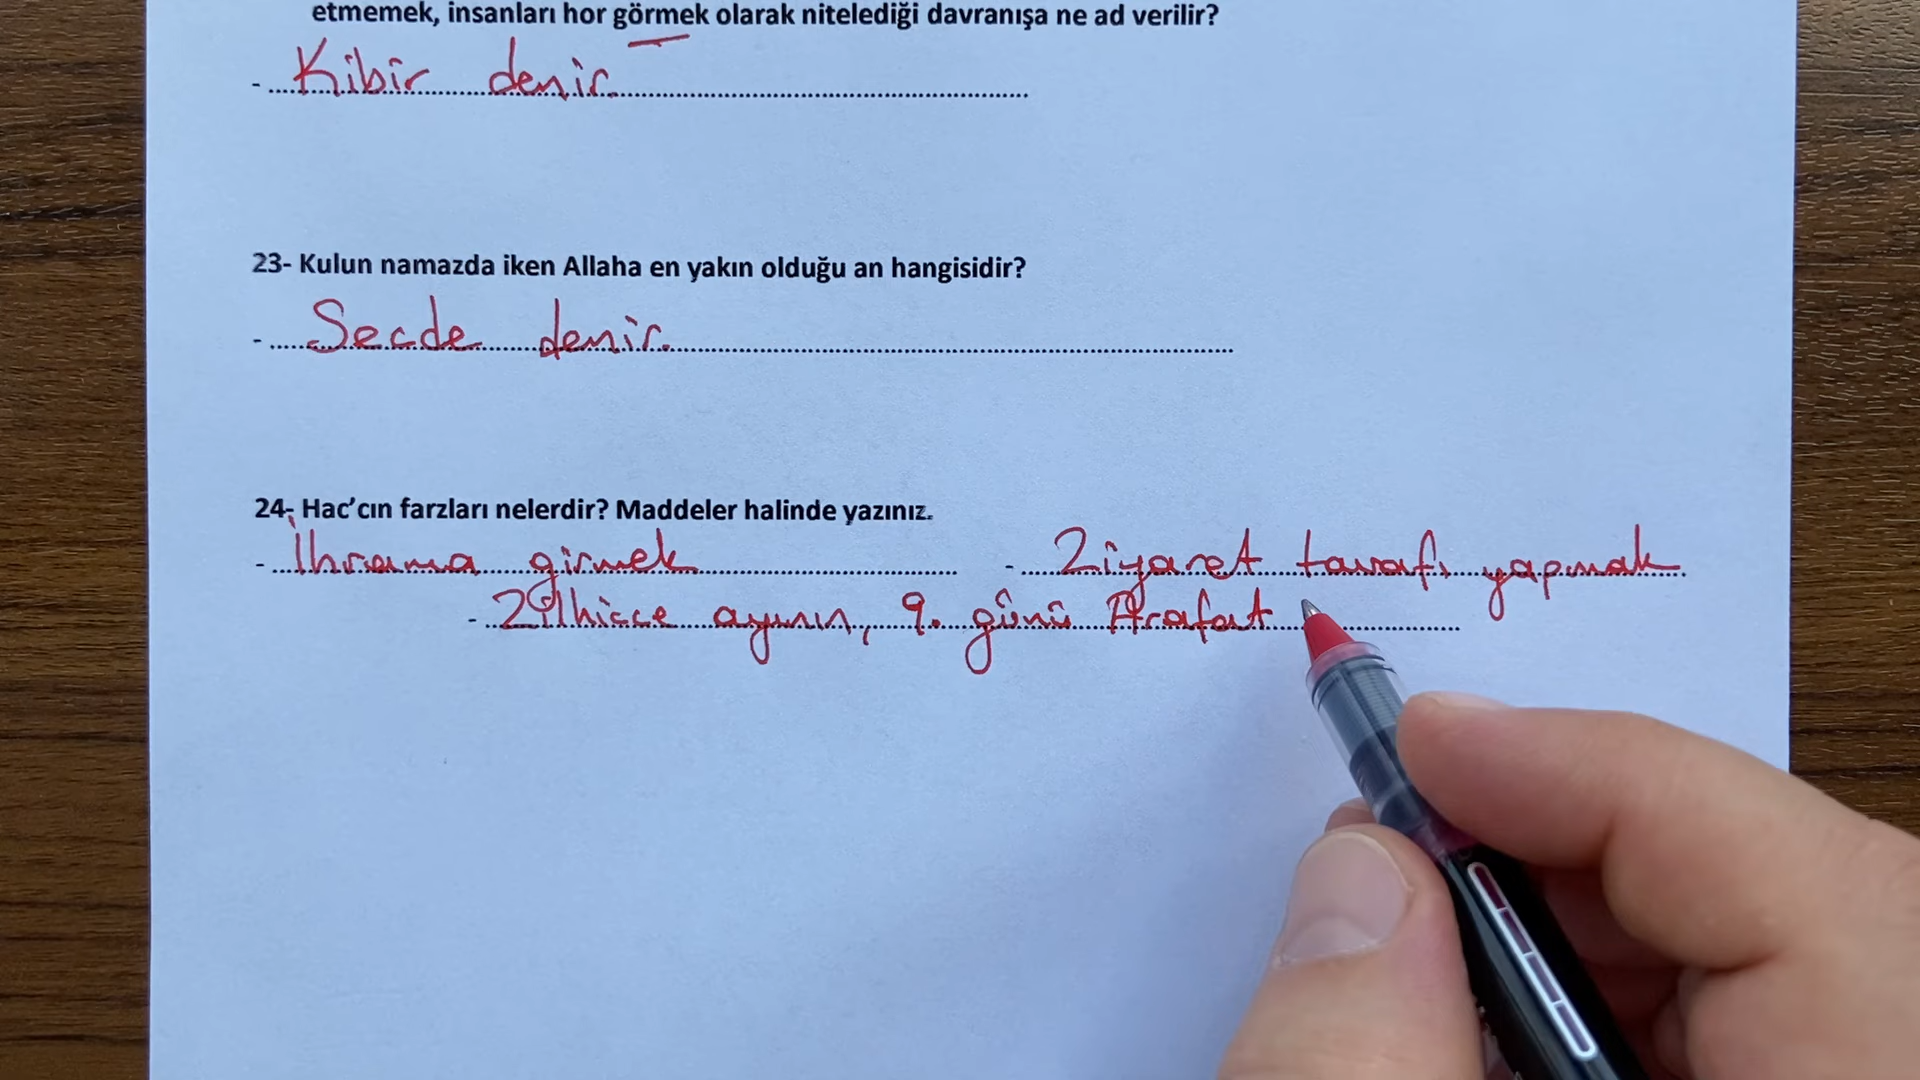 etmemek, insanları hor görmek olarak nitelediği davranışa ne ad verilir?
- Kibir denir.
23- Kulun namazda iken Allaha en yakın olduğu an hangisidir?
- Secde denir.
24- Hac’cın farzları nelerdir? Maddeler halinde yazınız.
- İhrama girmek - Ziyaret tavafı yapmak
- Zilhicce ayının, 9. günü Arafat